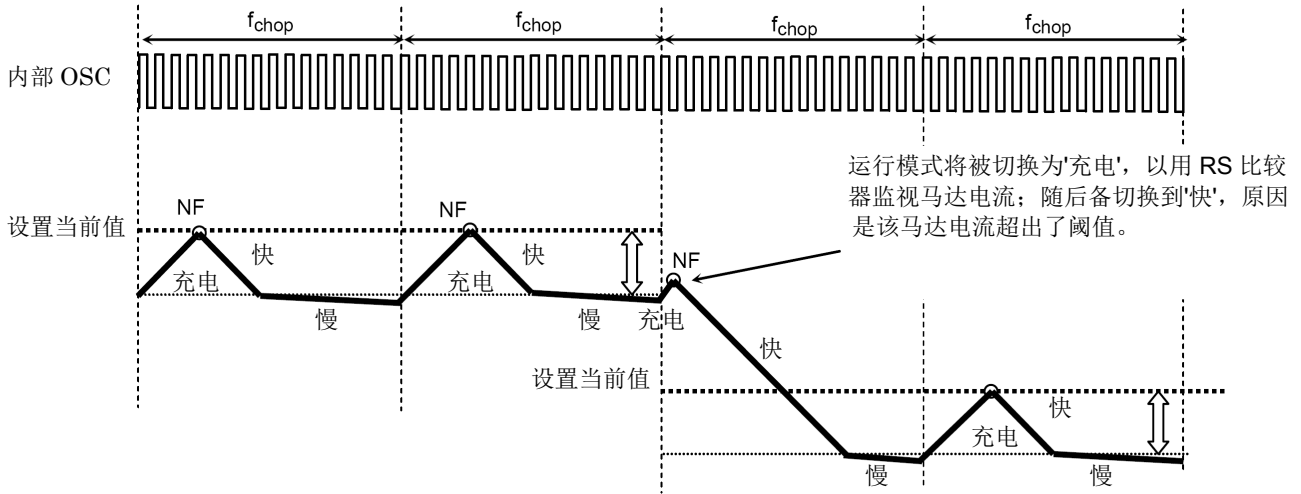 fchop fchop fchop fchop
内部 OSC
运行模式将被切换为'充电'，以用 RS 比较
器监视马达电流；随后备切换到'快'，原因
是该马达电流超出了阈值。
设置当前值
NF
NF
NF
快
快
充电
充电
慢
慢
充电
快
设置当前值
快
充电
慢
慢